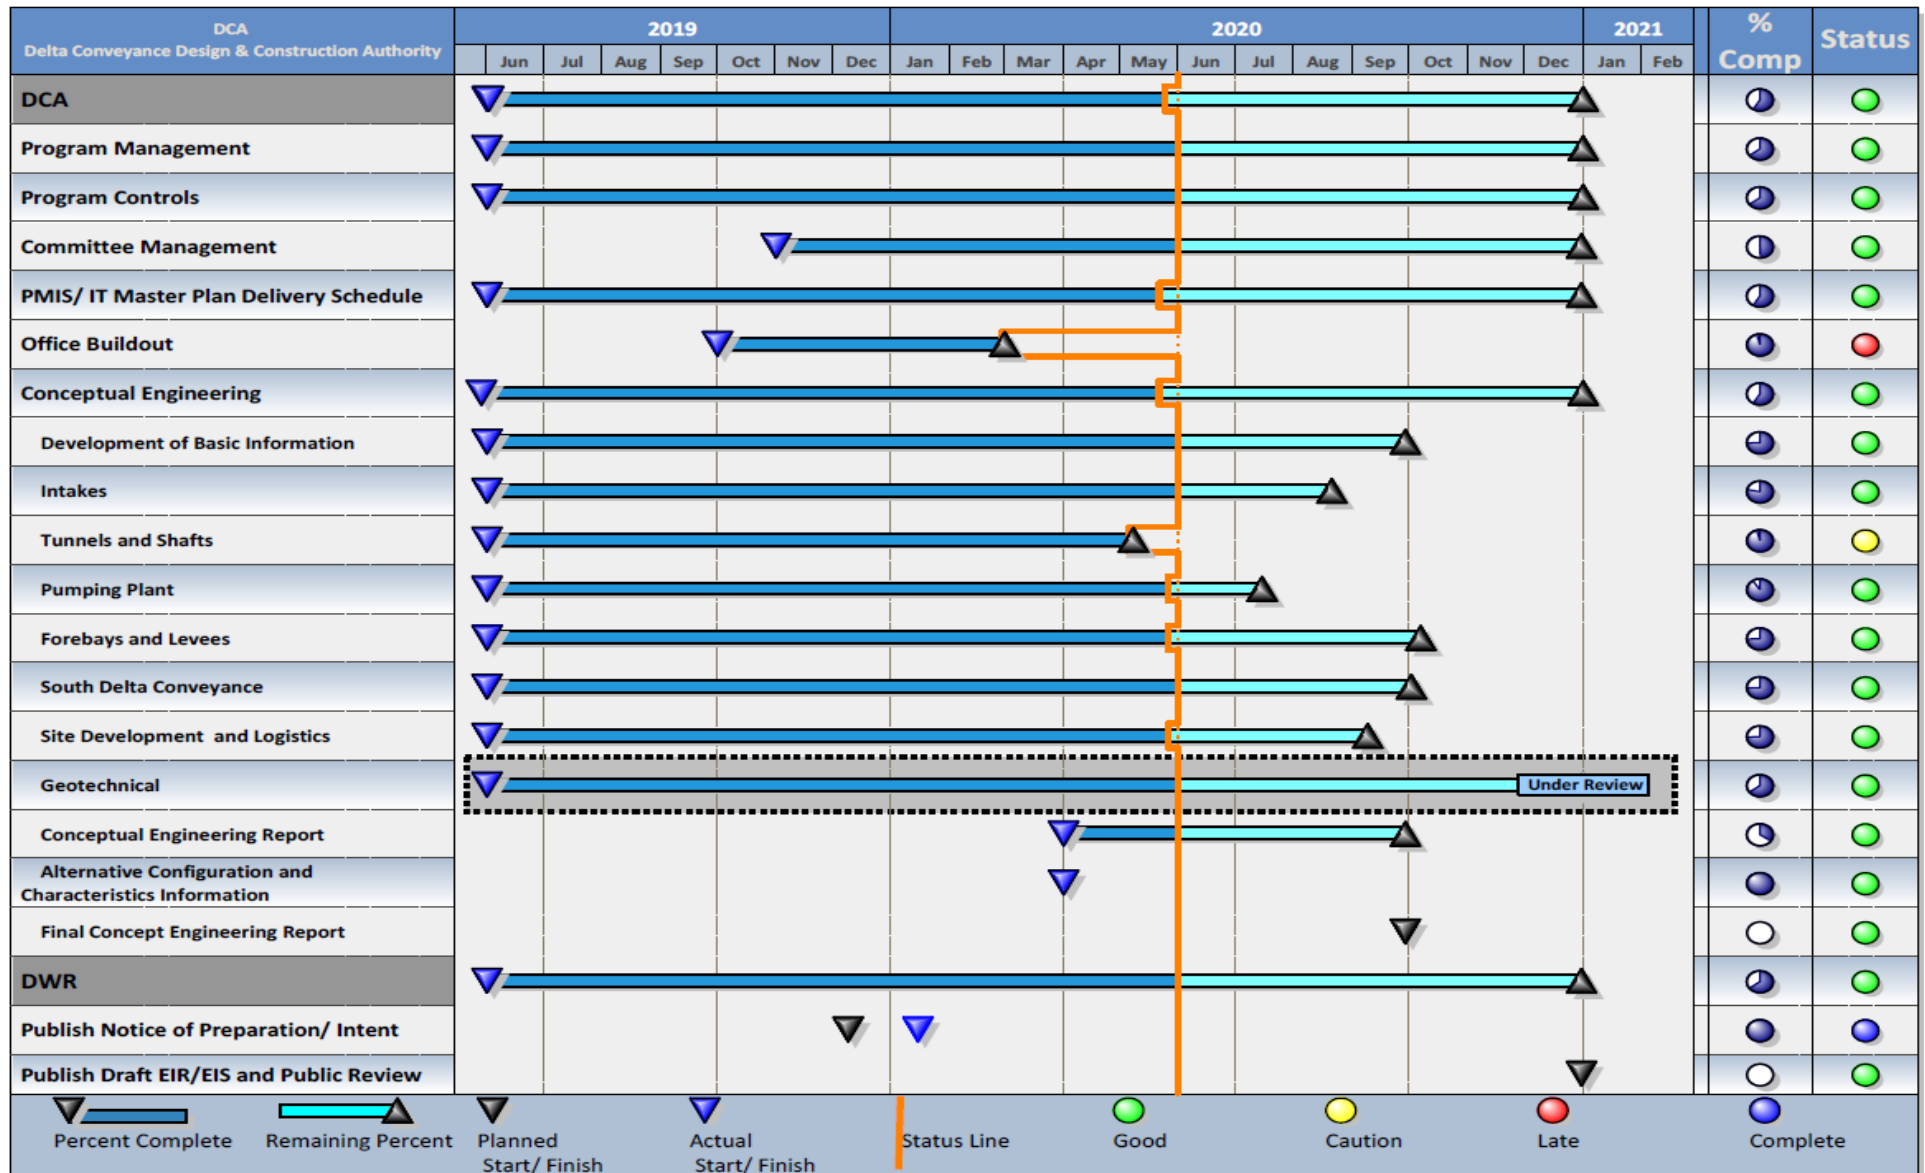 DCA
Delta Conveyance Design & Construction Authority
2019 2020 2021
% Comp
Status
Jun Jul Aug Sep Oct Nov Dec Jan Feb Mar Apr May Jun Jul Aug Sep Oct Nov Dec Jan Feb
DCA
Program Management
Program Controls
Committee Management
PMIS/ IT Master Plan Delivery Schedule
Office Buildout
Conceptual Engineering
Development of Basic Information
Intakes
Tunnels and Shafts
Pumping Plant
Forebays and Levees
South Delta Conveyance
Site Development and Logistics
Geotechnical
Under Review
Conceptual Engineering Report
Alternative Configuration and
Characteristics Information
Final Concept Engineering Report
DWR
Publish Notice of Preparation/ Intent
Publish Draft EIR/EIS and Public Review
Percent Complete Remaining Percent Planned Actual Status Line Good Caution Late Complete
Start/ Finish Start/ Finish